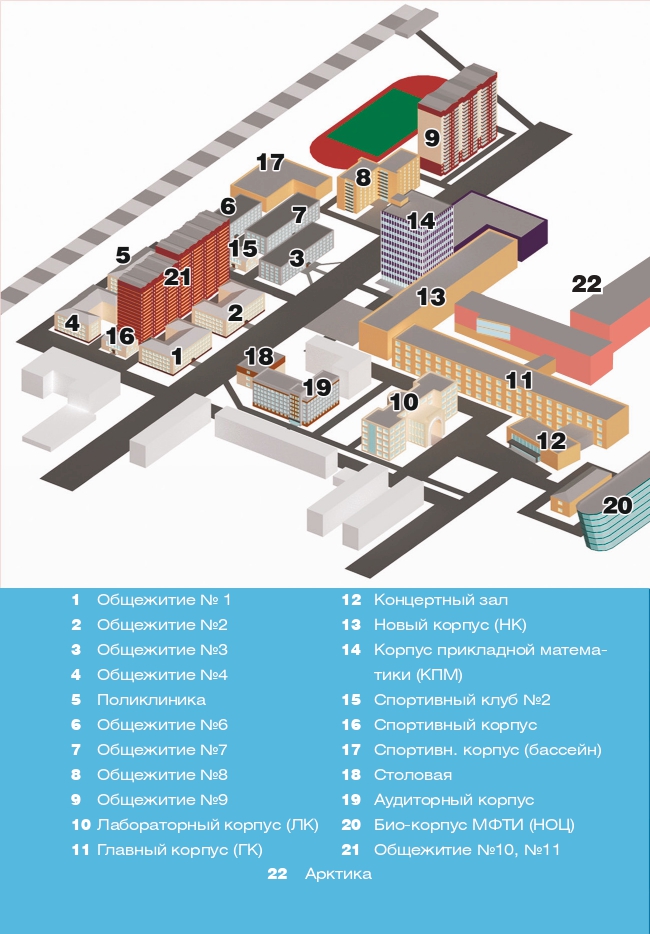 9
17
8
6
7
14
5
15
3
21
22
13
4
2
16
1
18
11
19
10
12
20
1 Общежитие № 1
2 Общежитие №2
3 Общежитие №3
4 Общежитие №4
5 Поликлиника
6 Общежитие №6
7 Общежитие №7
8 Общежитие №8
9 Общежитие №9
10 Лабораторный корпус (ЛК)
11 Главный корпус (ГК)
12 Концертный зал
13 Новый корпус (НК)
14 Корпус прикладной матема-
тики (КПМ)
15 Спортивный клуб №2
16 Спортивный корпус
17 Спортивн. корпус (бассейн)
18 Столовая
19 Аудиторный корпус
20 Био-корпус МФТИ (НОЦ)
21 Общежитие №10, №11
22 Арктика